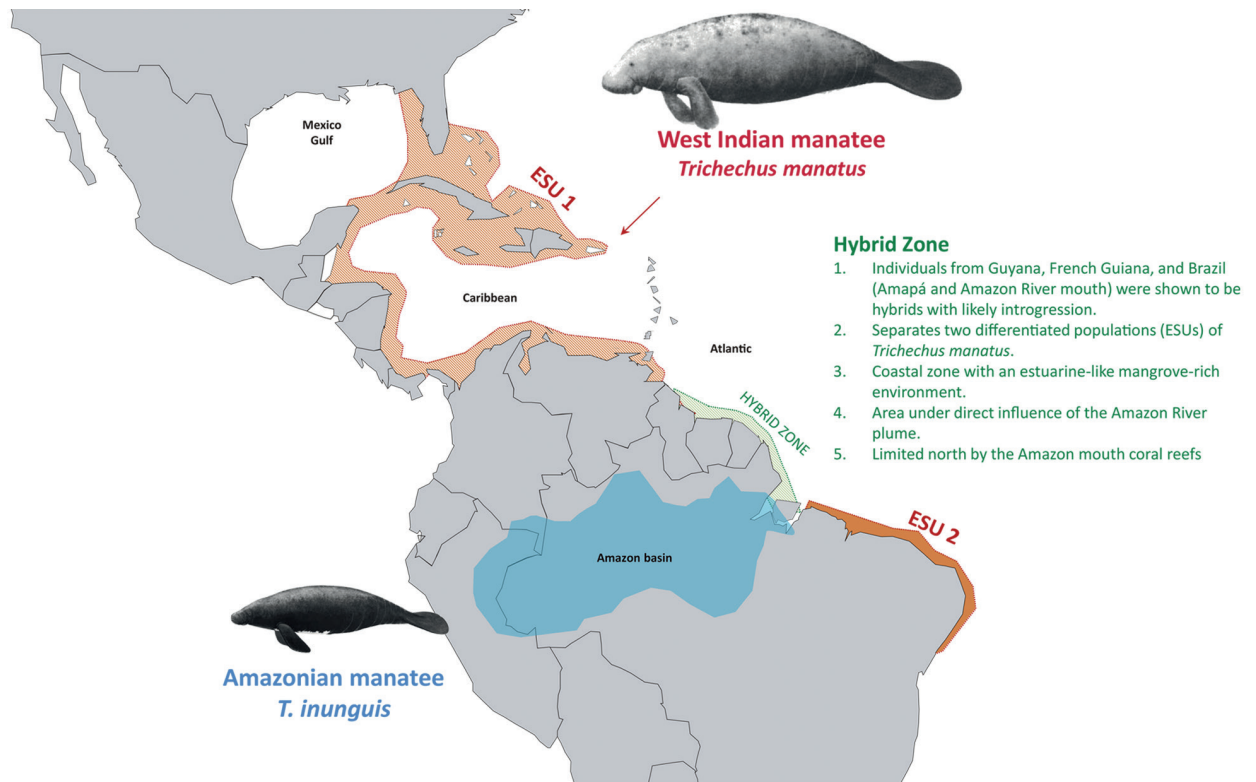 Mexico
Gulf
West Indian manatee
Trichechus manatus
ESU 1
Caribbean
Atlantic
HYBRID ZONE
Hybrid Zone
1. Individuals from Guyana, French Guiana, and Brazil
(Amapá and Amazon River mouth) were shown to be
hybrids with likely introgression.
2. Separates two differentiated populations (ESUs) of
Trichechus manatus.
3. Coastal zone with an estuarine-like mangrove-rich
environment.
4. Area under direct influence of the Amazon River
plume.
5. Limited north by the Amazon mouth coral reefs
ESU 2
Amazon basin
Amazonian manatee
T. inunguis